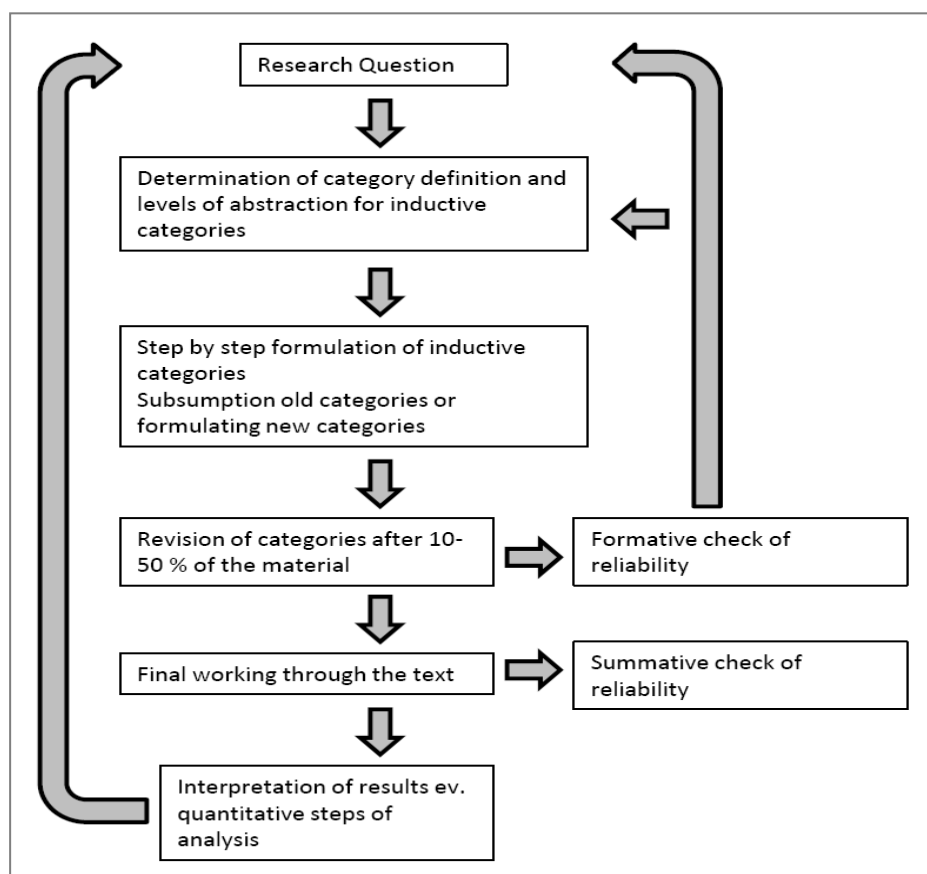 Research Question
Determination of category definition and
levels of abstraction for inductive
categories
Step by step formulation of inductive
categories
Subsumption old categories or
formulating new categories
Revision of categories after 10-
50 % of the material
Formative check of
reliability
Final working through the text
Summative check of
reliability
Interpretation of results ev.
quantitative steps of
analysis